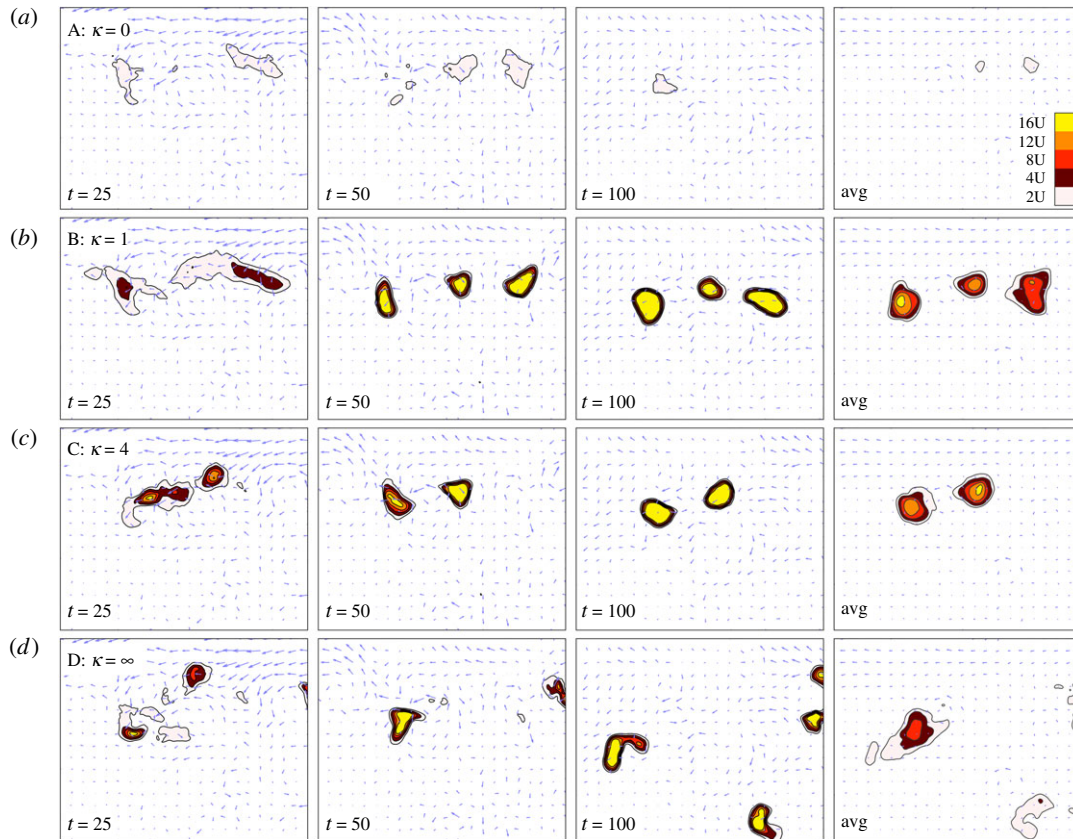 (a)
A: κ = 0
t = 25
t = 50
t = 100
avg
16U
12U
8U
4U
2U
(b)
B: κ = 1
t = 25
t = 50
t = 100
avg
(c)
C: κ = 4
t = 25
t = 50
t = 100
avg
(d)
D: κ = ∞
t = 25
t = 50
t = 100
avg